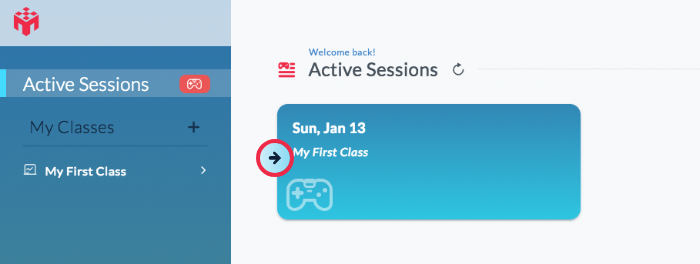 Active Sessions
My Classes
My First Class
Welcome back!
Active Sessions
Sun, Jan 13
My First Class